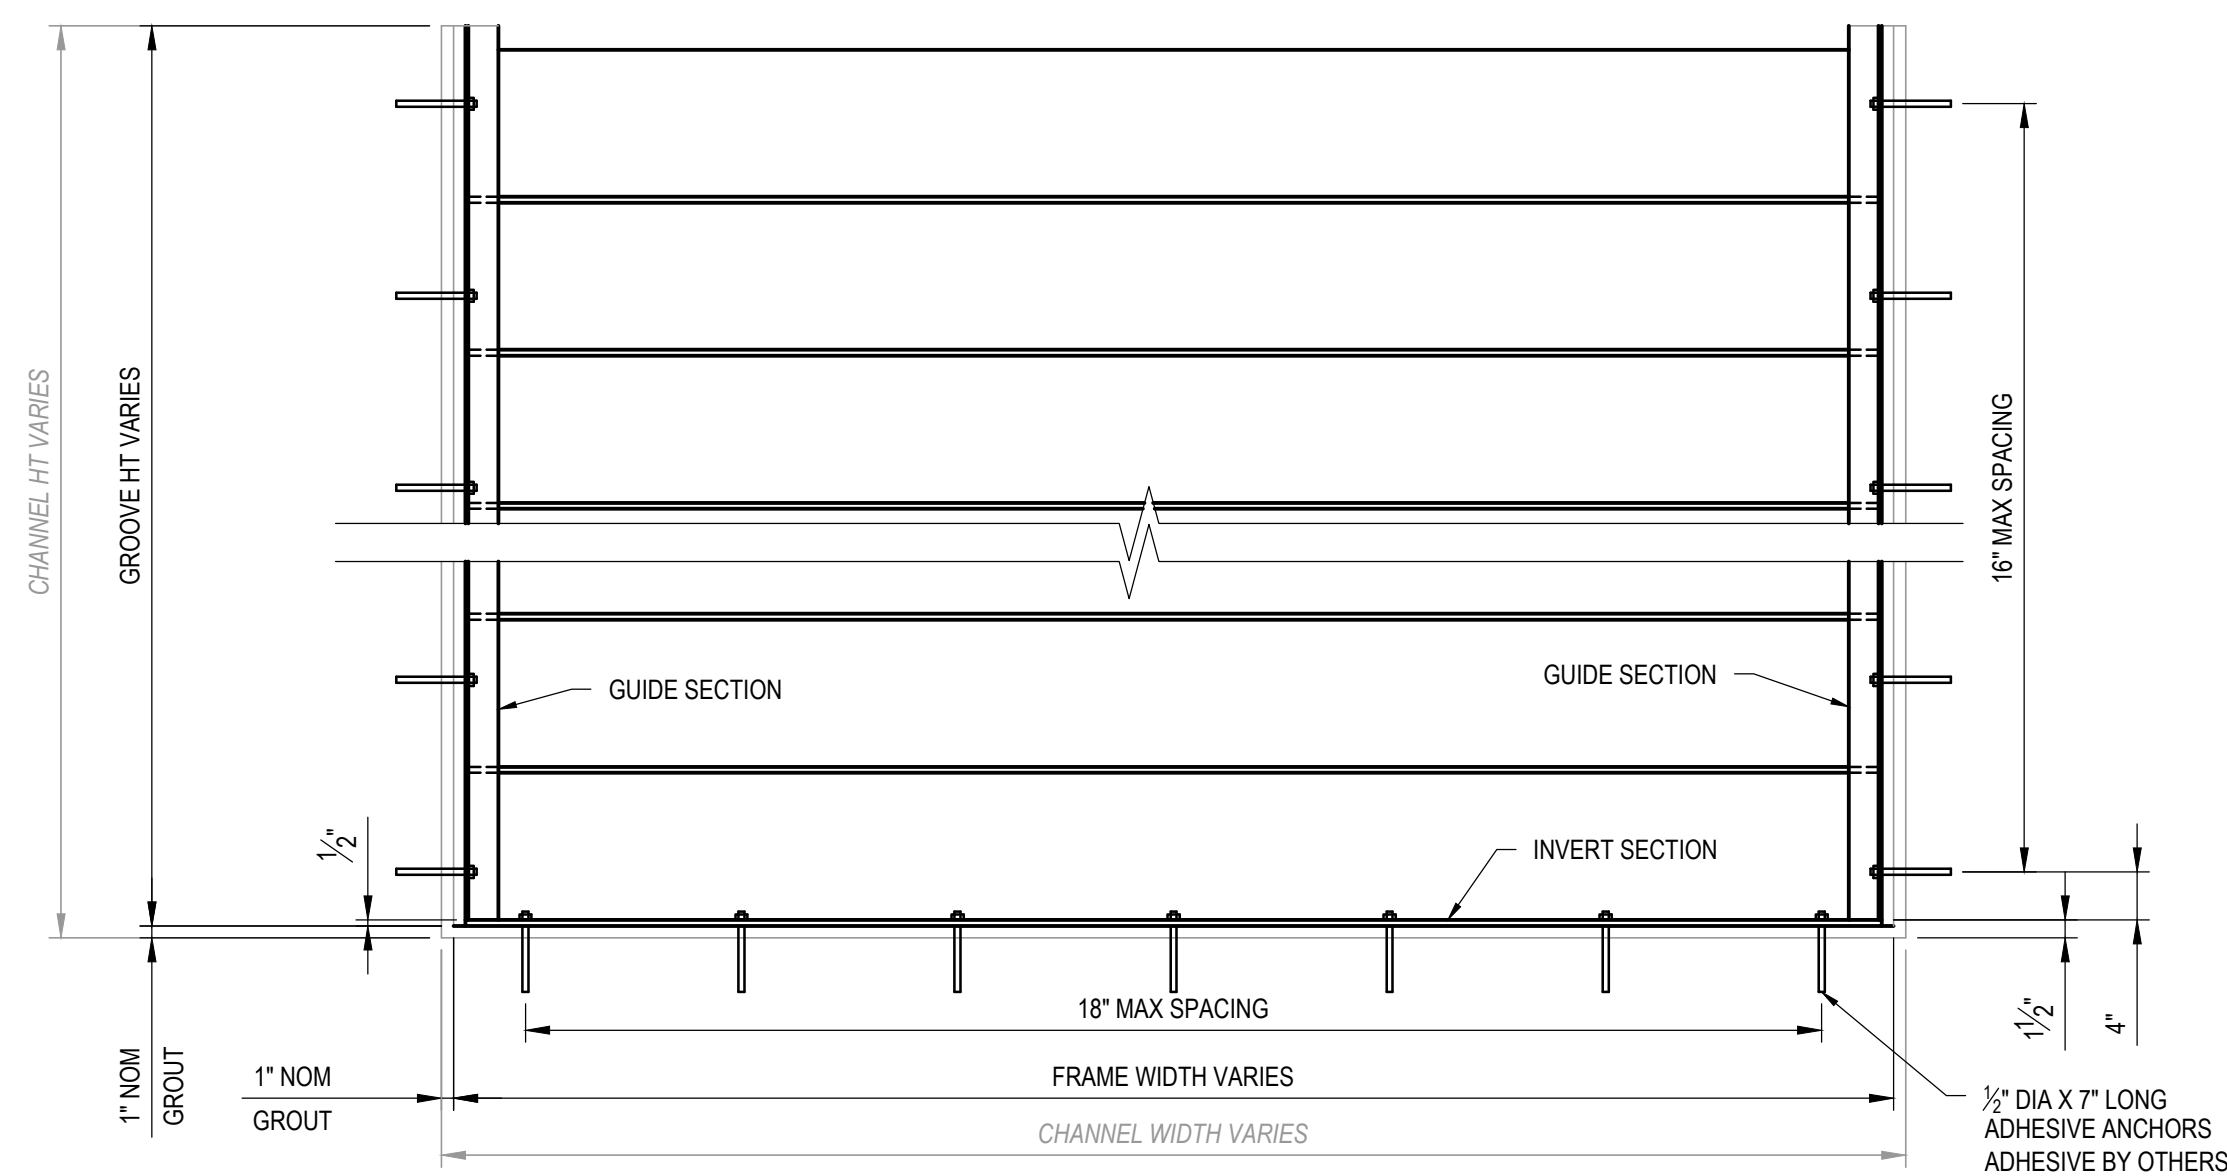 CHANNEL HT VARIES
GROOVE HT VARIES
16" MAX SPACING
GUIDE SECTION
GUIDE SECTION
½"
INVERT SECTION
18" MAX SPACING
1½"
4"
1" NOM
GROUT
1" NOM
GROUT
FRAME WIDTH VARIES
CHANNEL WIDTH VARIES
½" DIA X 7" LONG
ADHESIVE ANCHORS
ADHESIVE BY OTHERS